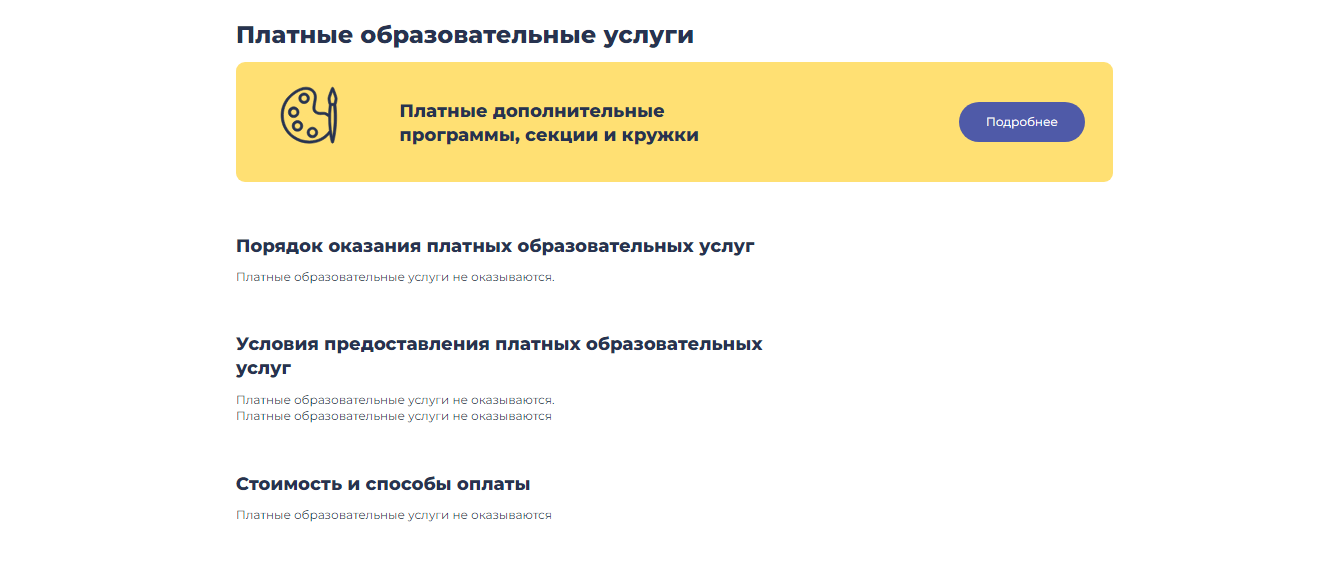 Платные образовательные услуги
Платные дополнительные
программы, секции и кружки
Подробнее
Порядок оказания платных образовательных услуг
Платные образовательные услуги не оказываются.
Условия предоставления платных образовательных
услуг
Платные образовательные услуги не оказываются.
Платные образовательные услуги не оказываются
Стоимость и способы оплаты
Платные образовательные услуги не оказываются